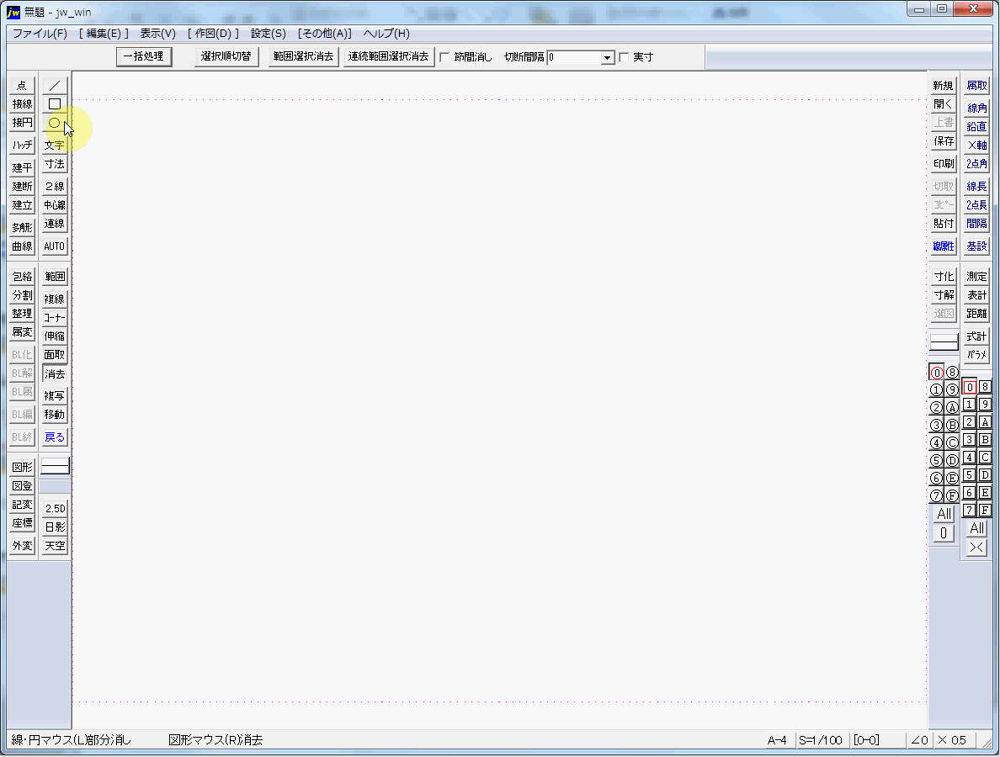 無題 - jw_win
ファイル(F) [ 編集(E) ] 表示(V) [ 作図(D) ] 設定(S) [その他(A)] ヘルプ(H)
一括処理 選択順切替 範囲選択消去 連続範囲選択消去 節間消し 切断間隔 0 実寸
点 ／
接線 □
接円 ○
ハッチ 文字
建平 寸法
建断 2線
建立 中心線
多角形 連線
曲線 AUTO
包絡 範囲
分割 複線
整理 コーナー
属変 伸縮
BL化 面取
BL解 消去
BL属 複写
BL編 移動
BL終 戻る
図形
図登
記変 2.5D
座標 日影
外変 天空
新規 属取
開く 線角
上書 鉛直
保存 ×軸
印刷 2点角
切取 線長
コピー 2点長
貼付 間隔
線属性 基設
寸化 測定
寸解 表計
選図 距離
式計
パラメ
0 8 0 8
1 9 1 9
2 A 2 A
3 B 3 B
4 C 4 C
5 D 5 D
6 E 6 E
7 F 7 F
All All
0 ×
線・円マウス(L)部分消し 図形マウス(R)消去 A-4 S=1/100 [0-0] ∠0 × 0.5